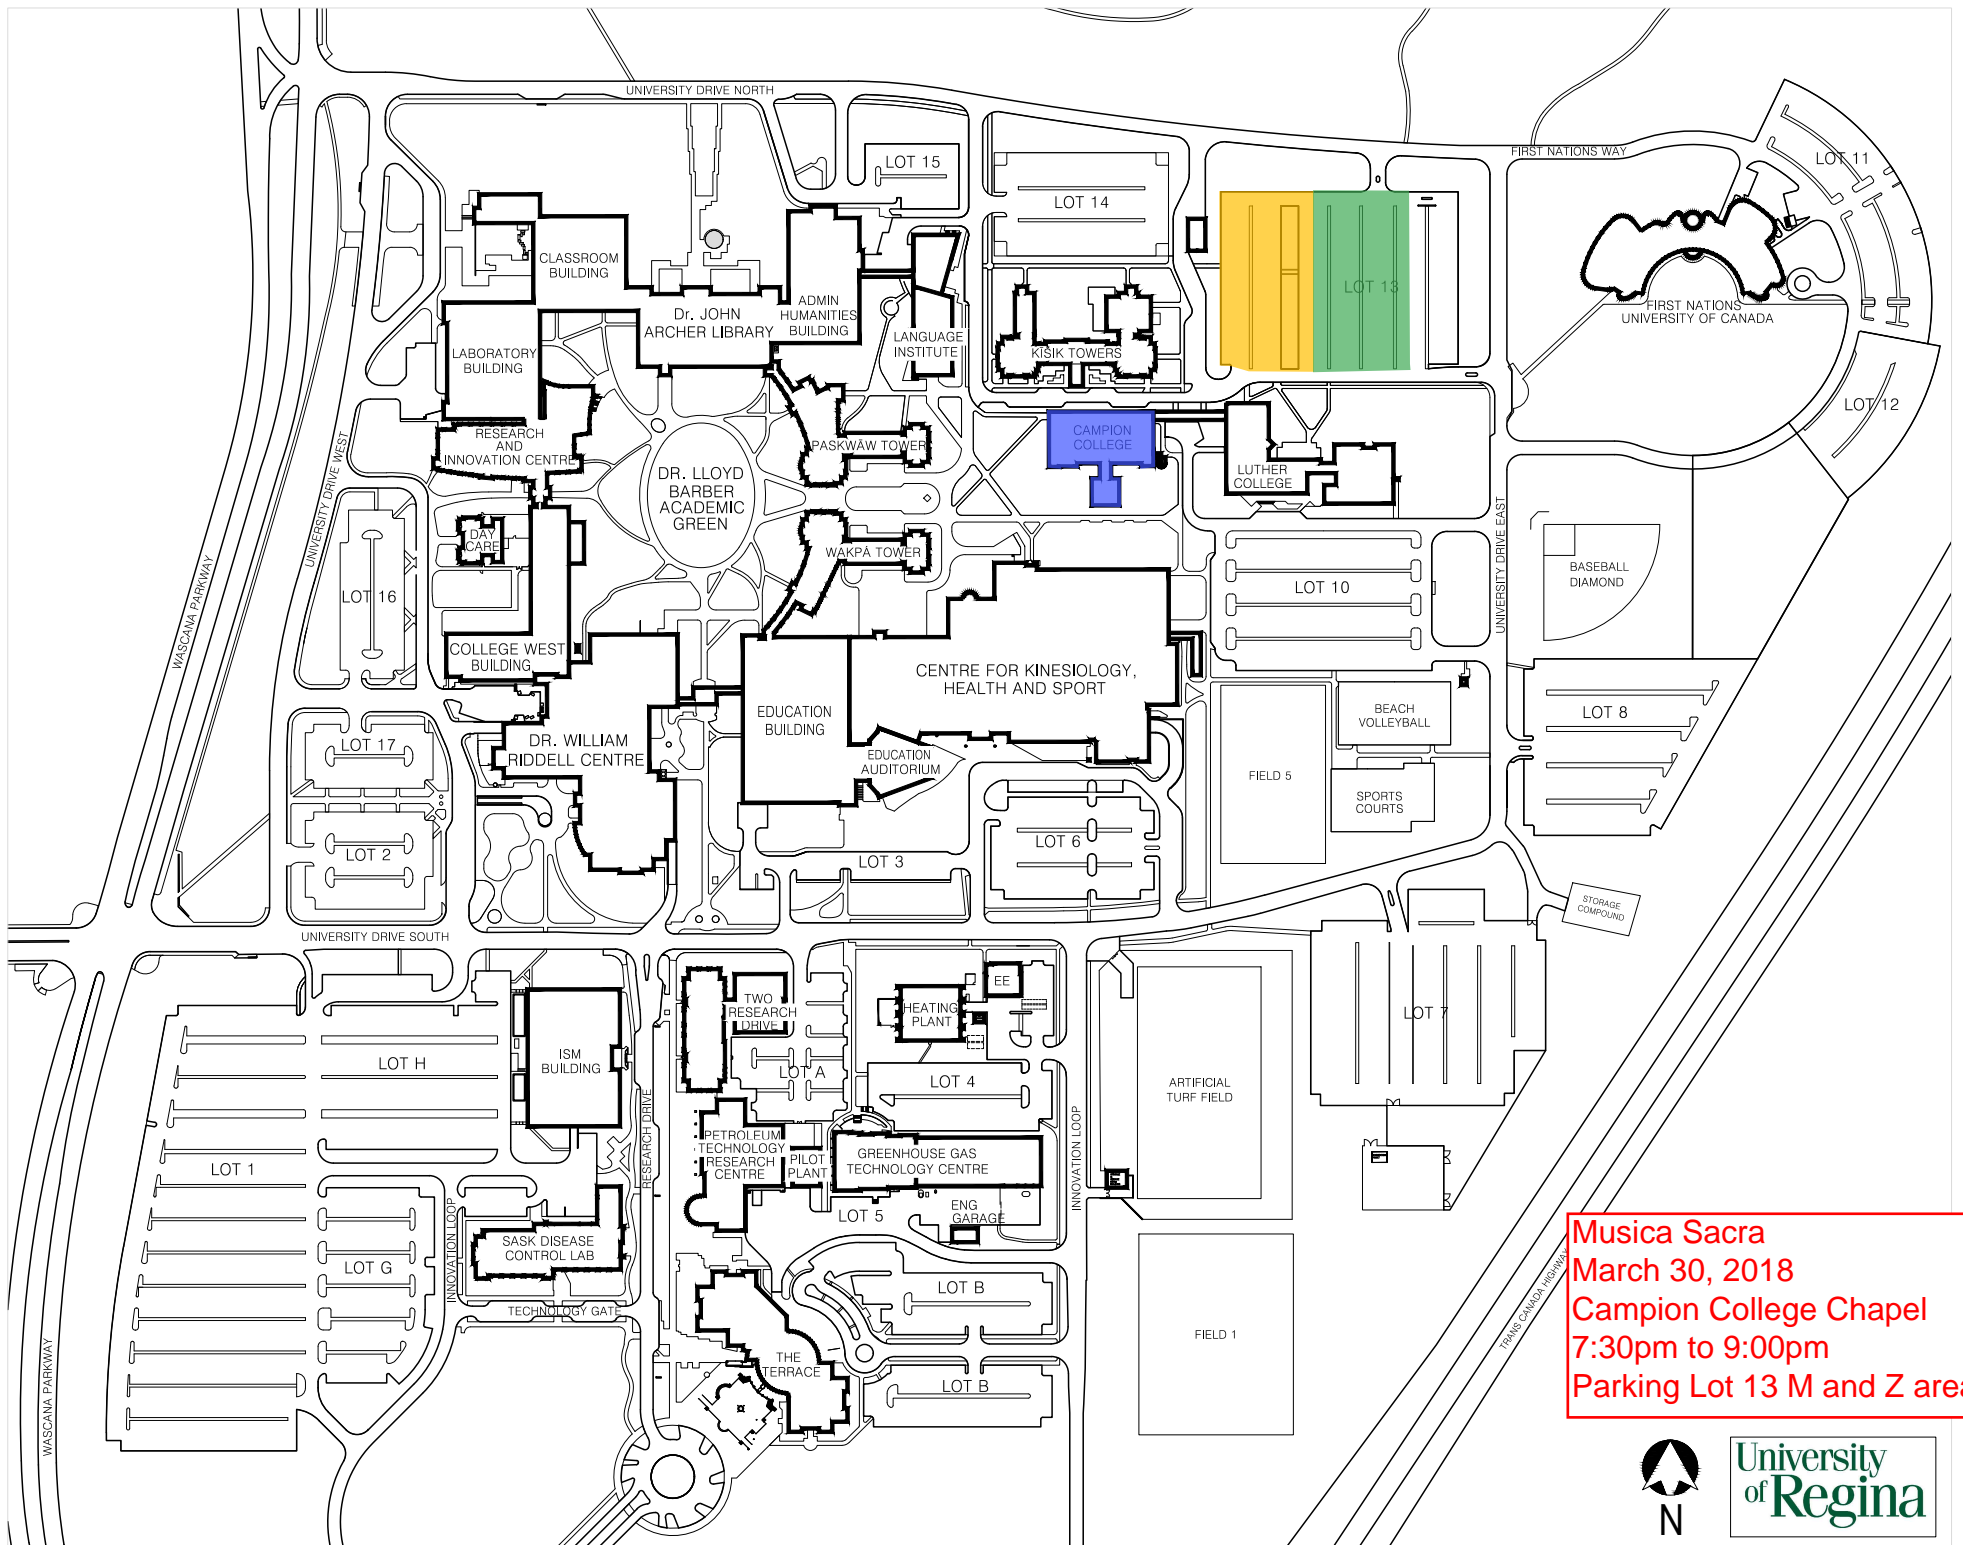 UNIVERSITY DRIVE NORTH
FIRST NATIONS WAY
LOT 11
LOT 15
LOT 14
CLASSROOM
BUILDING
LOT 13
ADMIN
HUMANITIES
BUILDING
Dr. JOHN
ARCHER LIBRARY
FIRST NATIONS
UNIVERSITY OF CANADA
LABORATORY
BUILDING
LANGUAGE
INSTITUTE
KĪSIK TOWERS
LOT 12
RESEARCH
AND
INNOVATION CENTRE
PASKWĀW TOWER
CAMPION
COLLEGE
LUTHER
COLLEGE
DR. LLOYD
BARBER
ACADEMIC
GREEN
UNIVERSITY DRIVE WEST
UNIVERSITY DRIVE EAST
DAY
CARE
WAKPĀ TOWER
BASEBALL
DIAMOND
LOT 10
LOT 16
WASCANA PARKWAY
COLLEGE WEST
BUILDING
CENTRE FOR KINESIOLOGY,
HEALTH AND SPORT
EDUCATION
BUILDING
BEACH
VOLLEYBALL
LOT 8
LOT 17
DR. WILLIAM
RIDDELL CENTRE
EDUCATION
AUDITORIUM
FIELD 5
SPORTS
COURTS
LOT 2
LOT 3
LOT 6
STORAGE
COMPOUND
UNIVERSITY DRIVE SOUTH
TWO
RESEARCH
DRIVE
HEATING
PLANT
EE
LOT 7
LOT H
ISM
BUILDING
LOT A
LOT 4
ARTIFICIAL
TURF FIELD
RESEARCH DRIVE
PETROLEUM
TECHNOLOGY
RESEARCH
CENTRE
PILOT
PLANT
GREENHOUSE GAS
TECHNOLOGY CENTRE
INNOVATION LOOP
LOT 1
LOT 5
ENG
GARAGE
INNOVATION LOOP
SASK DISEASE
CONTROL LAB
LOT G
LOT B
TECHNOLOGY GATE
FIELD 1
TRANS CANADA HIGHWAY
THE
TERRACE
LOT B
WASCANA PARKWAY
Musica Sacra
March 30, 2018
Campion College Chapel
7:30pm to 9:00pm
Parking Lot 13 M and Z area
N
University
of Regina